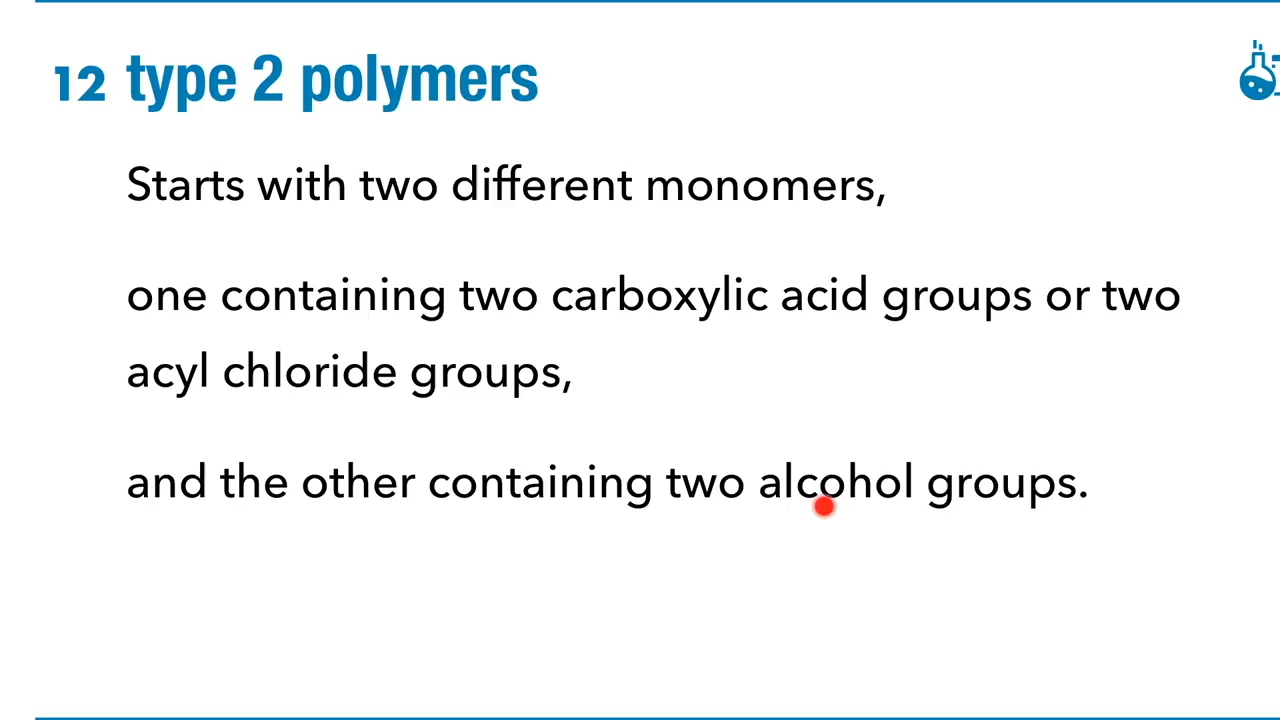 12 type 2 polymers
Starts with two different monomers,
one containing two carboxylic acid groups or two
acyl chloride groups,
and the other containing two alcohol groups.